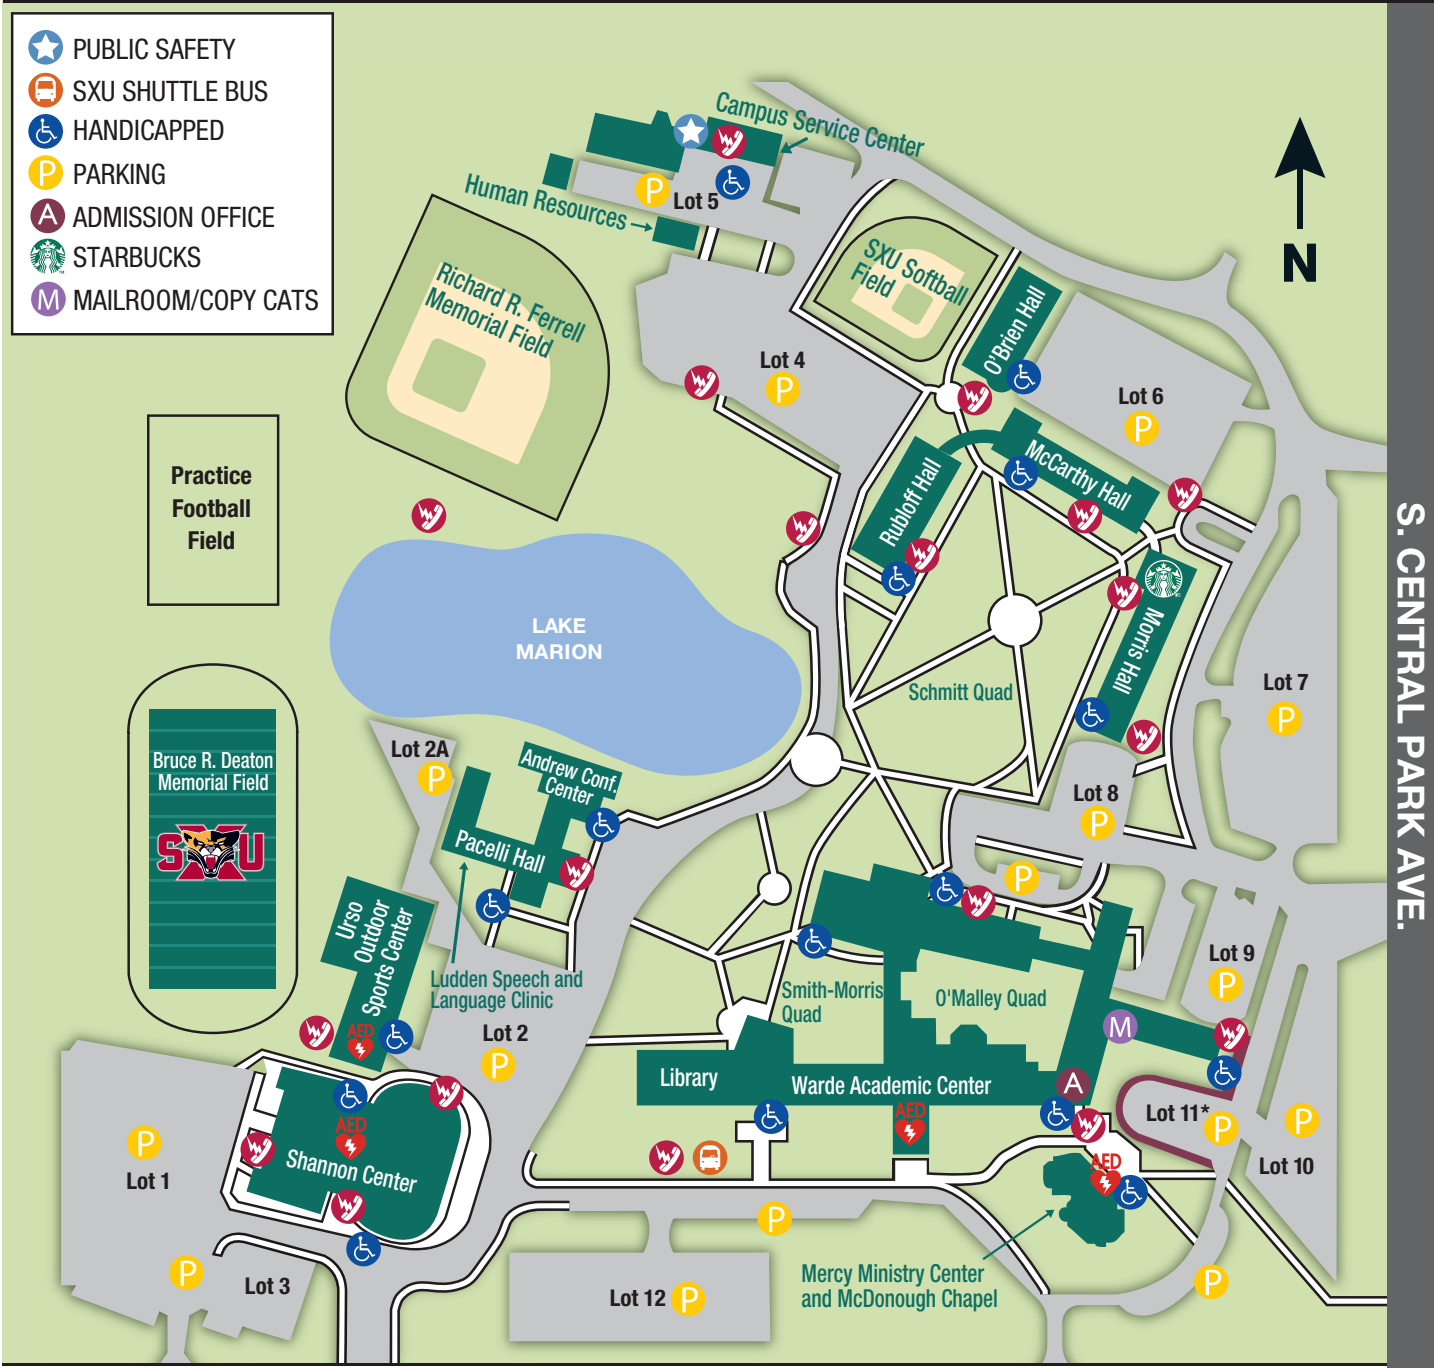 PUBLIC SAFETY
SXU SHUTTLE BUS
HANDICAPPED
P PARKING
A ADMISSION OFFICE
STARBUCKS
M MAILROOM/COPY CATS
Campus Service Center
Human Resources
P
Lot 5
N
Richard R. Ferrell
Memorial Field
SXU Softball
Field
O'Brien Hall
Lot 4
P
Lot 6
P
Practice
Football
Field
Rubloff Hall
McCarthy Hall
LAKE
MARION
Morris Hall
S. CENTRAL PARK AVE.
Schmitt Quad
Lot 7
P
Bruce R. Deaton
Memorial Field
SXU
Lot 2A
P
Andrew Conf.
Center
Pacelli Hall
Lot 8
P
P
Urso
Outdoor
Sports Center
AED
Ludden Speech and
Language Clinic
Lot 2
P
Smith-Morris
Quad
O'Malley Quad
Lot 9
P
M
Library
Warde Academic Center
A
AED
Lot 11*
P
P
Lot 10
P
Lot 1
AED
Shannon Center
AED
P
P
Lot 3
Lot 12 P
Mercy Ministry Center
and McDonough Chapel
P